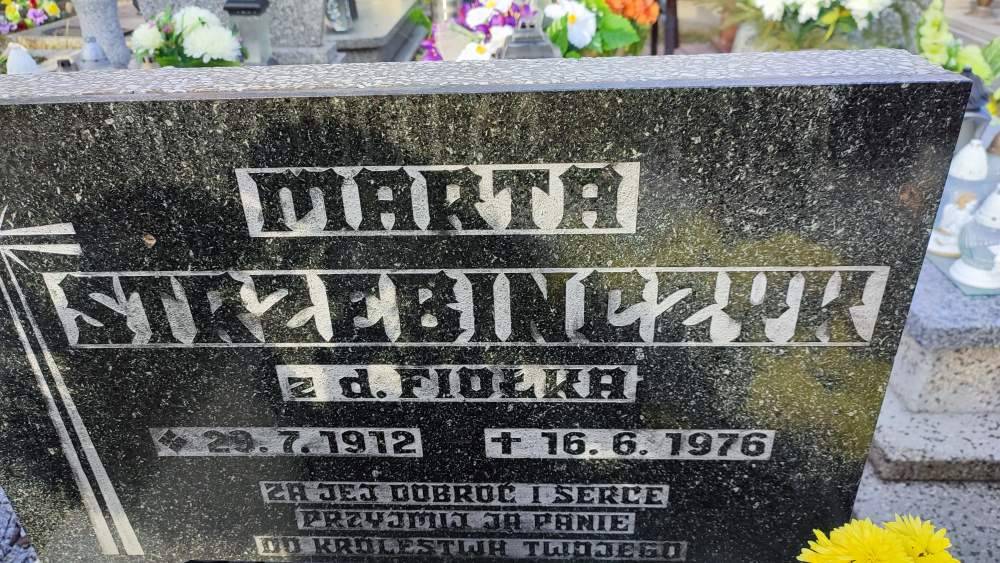 MARTA
STRZEBINCZYK
z d. FIOŁKA
29.7.1912 ✝ 16.6.1976
ZA JEJ DOBROĆ I SERCE
PRZYJMIJ JĄ PANIE
DO KRÓLESTWA TWOJEGO